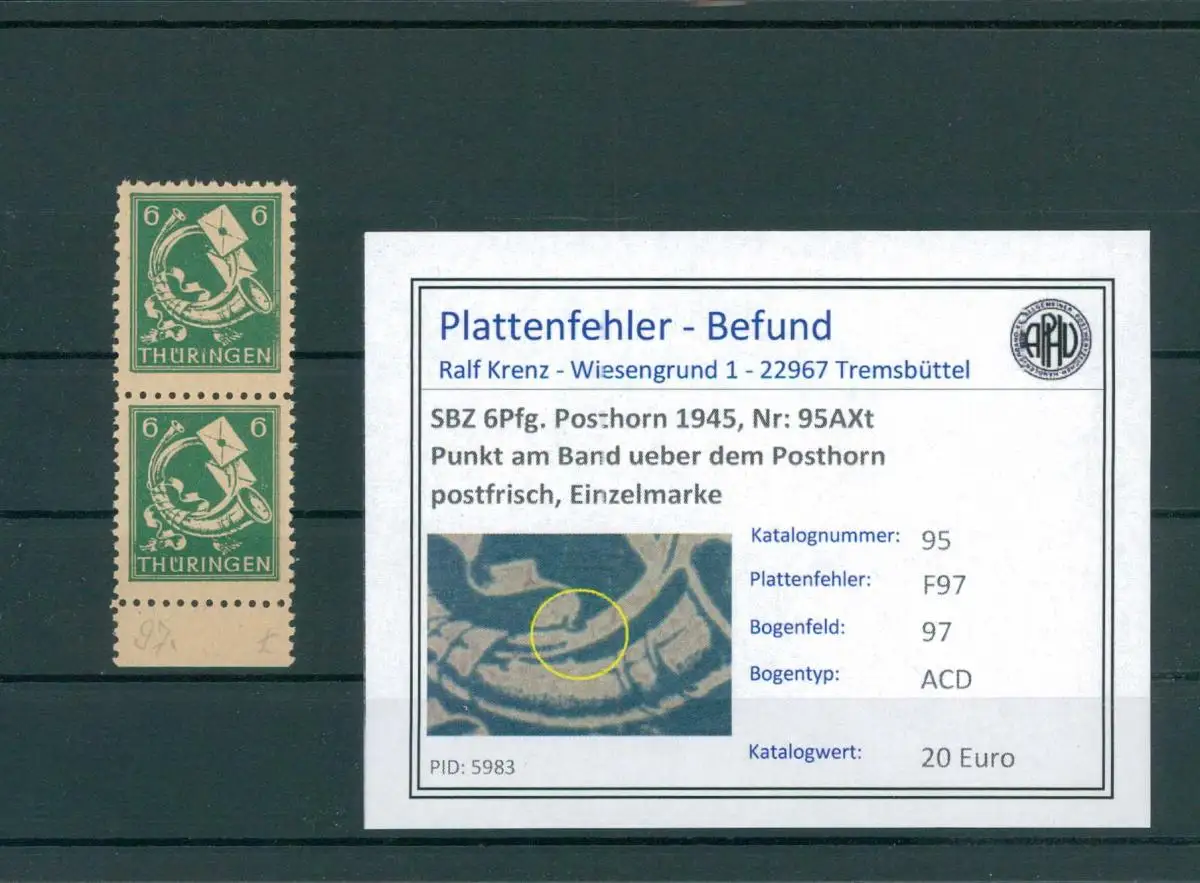 6 6
THÜRINGEN
6 6
THÜRINGEN
97.
Plattenfehler - Befund
Ralf Krenz - Wiesengrund 1 - 22967 Tremsbüttel
APHV
SBZ 6Pfg. Posthorn 1945, Nr: 95AXt
Punkt am Band ueber dem Posthorn
postfrisch, Einzelmarke
Katalognummer: 95
Plattenfehler: F97
Bogenfeld: 97
Bogentyp: ACD
Katalogwert: 20 Euro
PID: 5983